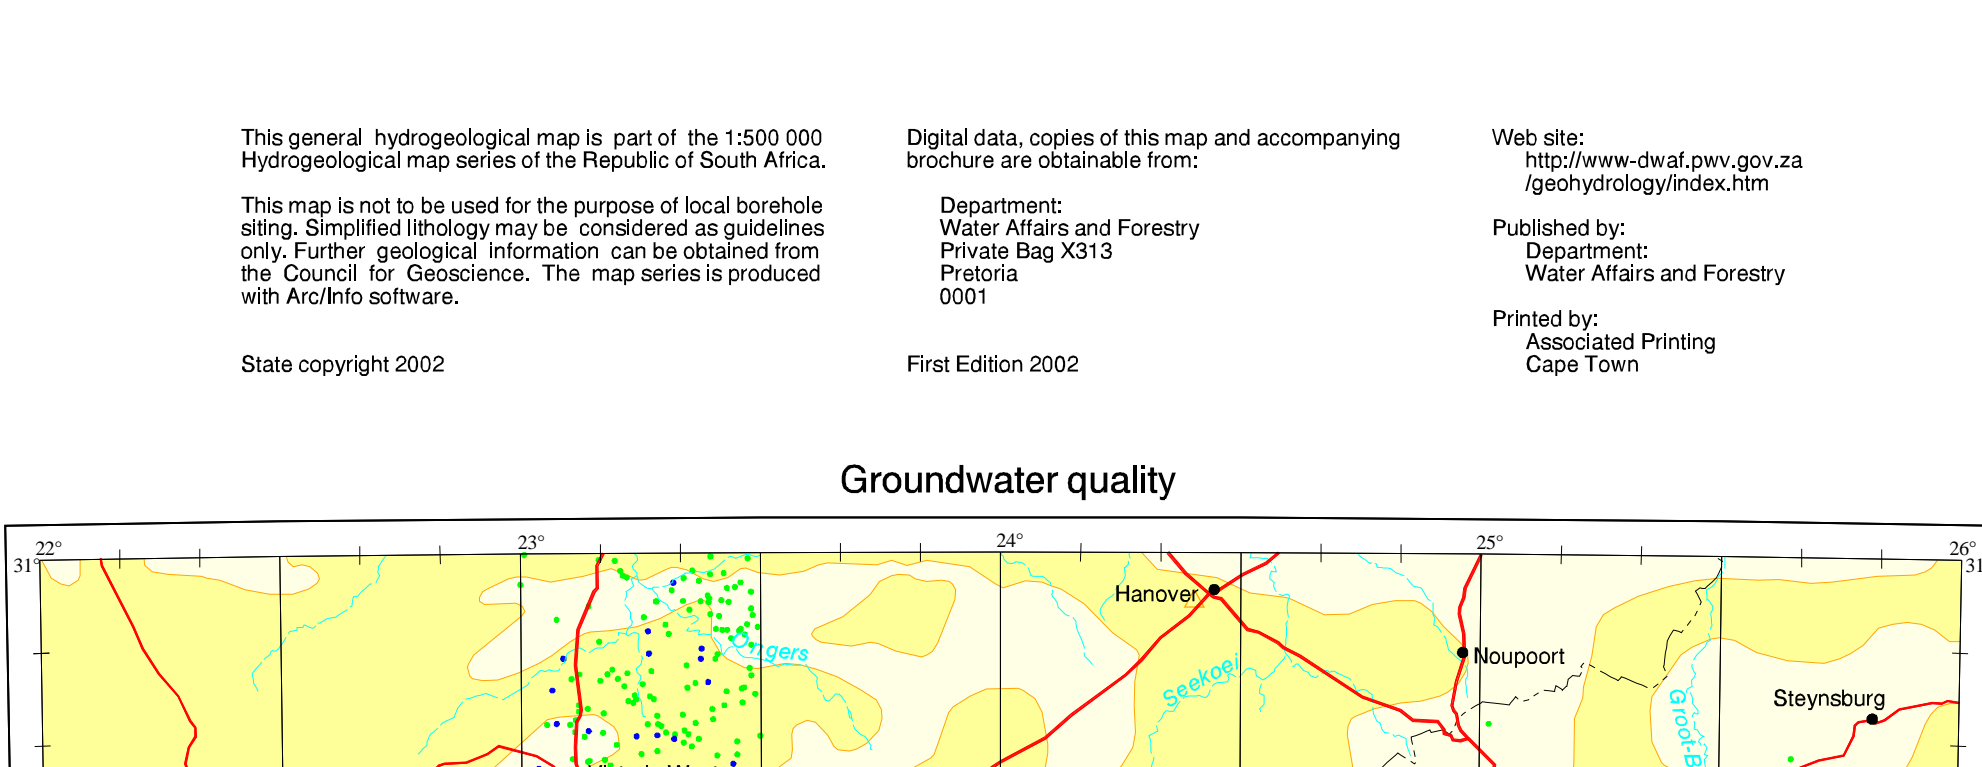 This general hydrogeological map is part of the 1:500 000
Hydrogeological map series of the Republic of South Africa.
This map is not to be used for the purpose of local borehole
siting. Simplified lithology may be considered as guidelines
only. Further geological information can be obtained from
the Council for Geoscience. The map series is produced
with Arc/Info software.
State copyright 2002
Digital data, copies of this map and accompanying
brochure are obtainable from:
Department:
Water Affairs and Forestry
Private Bag X313
Pretoria
0001
First Edition 2002
Web site:
http://www-dwaf.pwv.gov.za
/geohydrology/index.htm
Published by:
Department:
Water Affairs and Forestry
Printed by:
Associated Printing
Cape Town
Groundwater quality
22°
23°
24°
25°
26°
31°
31
Hanover
Ongers
Noupoort
Seekoei
Steynsburg
Groot-B